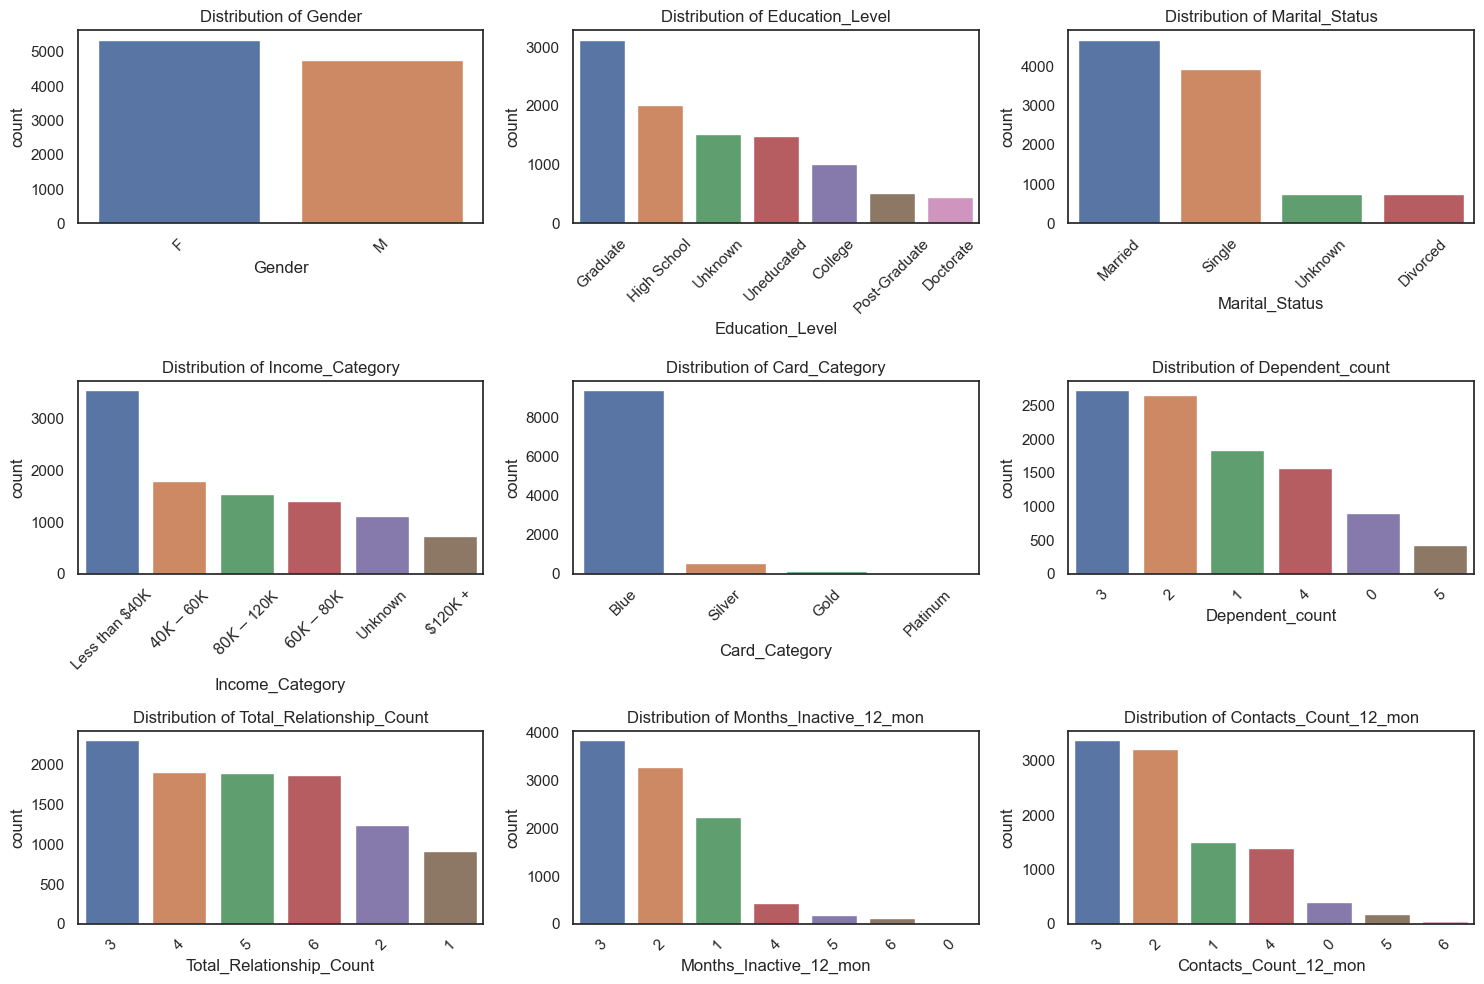 Distribution of Gender
count
5000
4000
3000
2000
1000
0
F
M
Gender
Distribution of Education_Level
count
3000
2000
1000
0
Graduate
High School
Unknown
Uneducated
College
Post-Graduate
Doctorate
Education_Level
Distribution of Marital_Status
count
4000
3000
2000
1000
0
Married
Single
Unknown
Divorced
Marital_Status
Distribution of Income_Category
count
3000
2000
1000
0
Less than $40K
40K − 60K
80K − 120K
60K − 80K
Unknown
$120K +
Income_Category
Distribution of Card_Category
count
8000
6000
4000
2000
0
Blue
Silver
Gold
Platinum
Card_Category
Distribution of Dependent_count
count
2500
2000
1500
1000
500
0
3
2
1
4
0
5
Dependent_count
Distribution of Total_Relationship_Count
count
2000
1500
1000
500
0
3
4
5
6
2
1
Total_Relationship_Count
Distribution of Months_Inactive_12_mon
count
4000
3000
2000
1000
0
3
2
1
4
5
6
0
Months_Inactive_12_mon
Distribution of Contacts_Count_12_mon
count
3000
2000
1000
0
3
2
1
4
0
5
6
Contacts_Count_12_mon